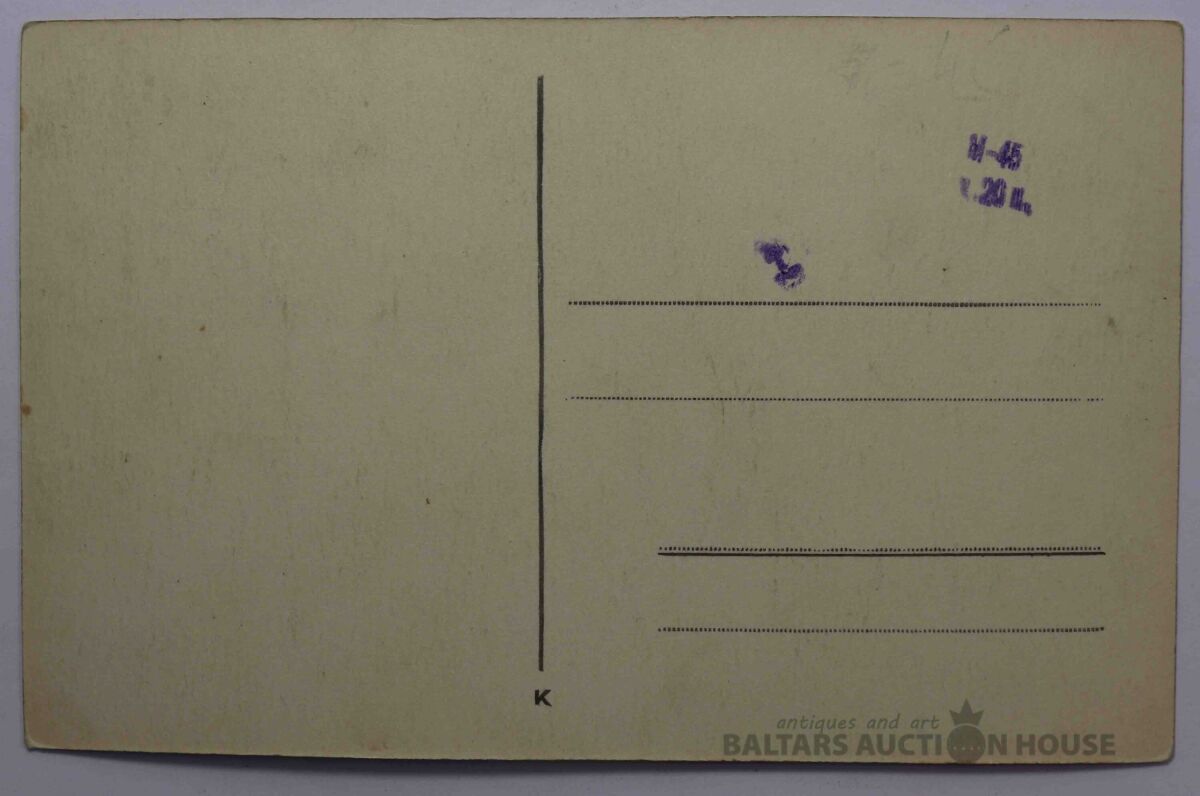 -45
20
K
antiques and art
BALTARS AUCTION HOUSE